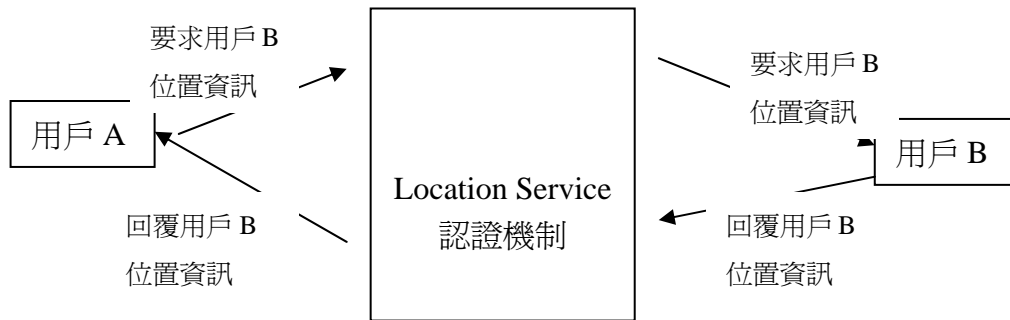 要求用戶 B
位置資訊
用戶 A
回覆用戶 B
位置資訊
Location Service
認證機制
要求用戶 B
位置資訊
用戶 B
回覆用戶 B
位置資訊